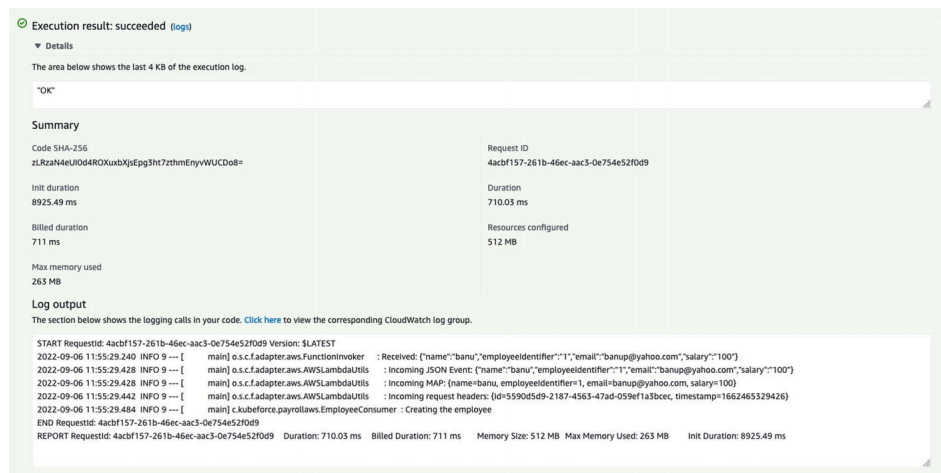 Execution result: succeeded (logs)
Details
The area below shows the last 4 KB of the execution log.
"OK"
Summary
Code SHA-256
zLRzaN4eUI0d4ROXuxbXjsEpg3ht7zthmEnyvWUCDo8=
Request ID
4acbf157-261b-46ec-aac3-0e754e52f0d9
Init duration
8925.49 ms
Duration
710.03 ms
Billed duration
711 ms
Resources configured
512 MB
Max memory used
263 MB
Log output
The section below shows the logging calls in your code. Click here to view the corresponding CloudWatch log group.
START RequestId: 4acbf157-261b-46ec-aac3-0e754e52f0d9 Version: $LATEST
2022-09-06 11:55:29.240 INFO 9 --- [ main] o.s.c.f.adapter.aws.FunctionInvoker : Received: {"name":"banu","employeeIdentifier":"1","email":"banup@yahoo.com","salary":"100"}
2022-09-06 11:55:29.428 INFO 9 --- [ main] o.s.c.f.adapter.aws.AWSLambdaUtils : Incoming JSON Event: {"name":"banu","employeeIdentifier":"1","email":"banup@yahoo.com","salary":"100"}
2022-09-06 11:55:29.428 INFO 9 --- [ main] o.s.c.f.adapter.aws.AWSLambdaUtils : Incoming MAP: {name=banu, employeeIdentifier=1, email=banup@yahoo.com, salary=100}
2022-09-06 11:55:29.442 INFO 9 --- [ main] o.s.c.f.adapter.aws.AWSLambdaUtils : Incoming request headers: {id=5590d5d9-2187-4563-47ad-059ef1a3bcec, timestamp=1662465329426}
2022-09-06 11:55:29.484 INFO 9 --- [ main] c.kubeforce.payrollaws.EmployeeConsumer : Creating the employee
END RequestId: 4acbf157-261b-46ec-aac3-0e754e52f0d9
REPORT RequestId: 4acbf157-261b-46ec-aac3-0e754e52f0d9 Duration: 710.03 ms Billed Duration: 711 ms Memory Size: 512 MB Max Memory Used: 263 MB Init Duration: 8925.49 ms